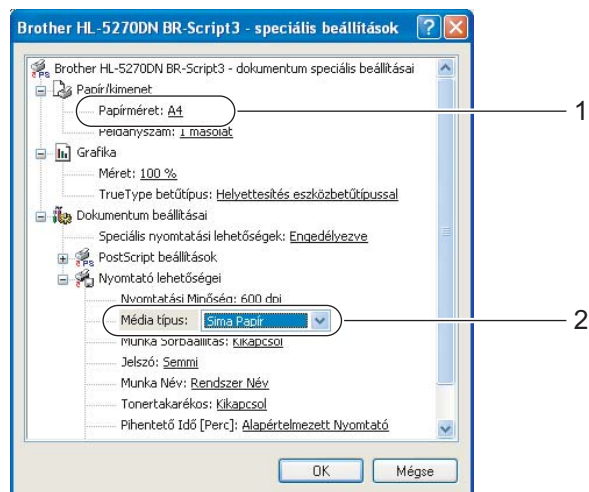 Brother HL-5270DN BR-Script3 - speciális beállítások
Brother HL-5270DN BR-Script3 - dokumentum speciális beállításai
Papír/kimenet
Papírméret: A4
1
Példányszám: 1 másolat
Grafika
Méret: 100 %
TrueType betűtípus: Helyettesítés eszközbetűtípussal
Dokumentum beállításai
Speciális nyomtatási lehetőségek: Engedélyezve
PostScript beállítások
Nyomtató lehetőségei
Nyomtatási Minőség: 600 dpi
Média típus: Sima Papír
2
Munka Sorbaállítás: Kikapcsol
Jelszó: Semmi
Munka Név: Rendszer Név
Tonertakarékos: Kikapcsol
Pihentető Idő [Perc]: Alapértelmezett Nyomtató
OK Mégse